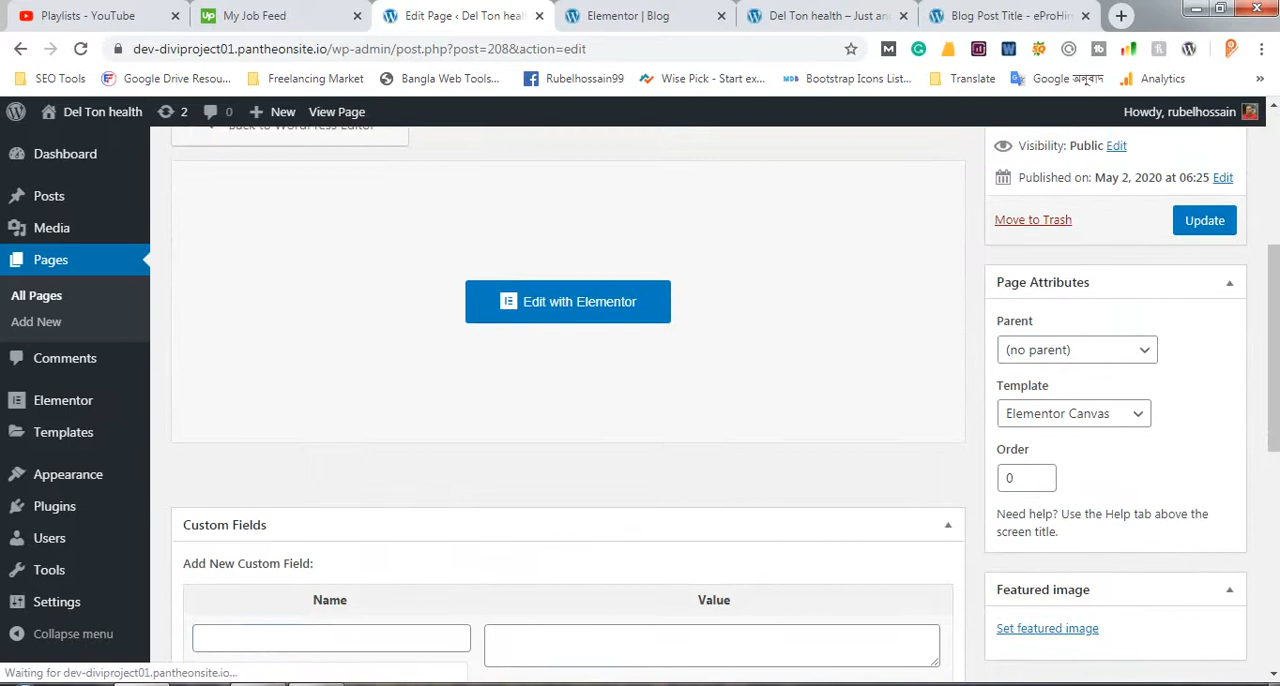 Playlists - YouTube
My Job Feed
Edit Page ‹ Del Ton heal
Elementor | Blog
Del Ton health – Just an
Blog Post Title - eProHin
dev-diviproject01.pantheonsite.io/wp-admin/post.php?post=208&action=edit
SEO Tools
Google Drive Resou...
Freelancing Market
Bangla Web Tools...
Rubelhossain99
Wise Pick - Start ex...
Bootstrap Icons List...
Translate
Google অনুবাদ
Analytics
»
Del Ton health
2
0
New
View Page
Howdy, rubelhossain
Dashboard
Posts
Media
Pages
All Pages
Add New
Comments
Elementor
Templates
Appearance
Plugins
Users
Tools
Settings
Collapse menu
Back to WordPress Editor
Edit with Elementor
Custom Fields
Add New Custom Field:
Name
Value
Visibility: Public Edit
Published on: May 2, 2020 at 06:25 Edit
Move to Trash
Update
Page Attributes
Parent
(no parent)
Template
Elementor Canvas
Order
0
Need help? Use the Help tab above the
screen title.
Featured image
Set featured image
Waiting for dev-diviproject01.pantheonsite.io...